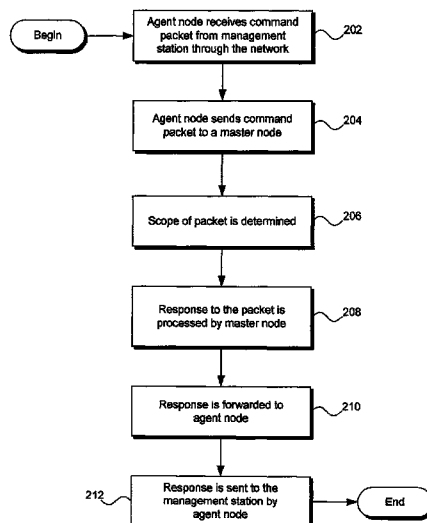 Begin
Agent node receives command
packet from management
station through the network
202
Agent node sends command
packet to a master node
204
Scope of packet is determined
206
Response to the packet is
processed by master node
208
Response is forwarded to
agent node
210
212
Response is sent to the
management station by
agent node
End